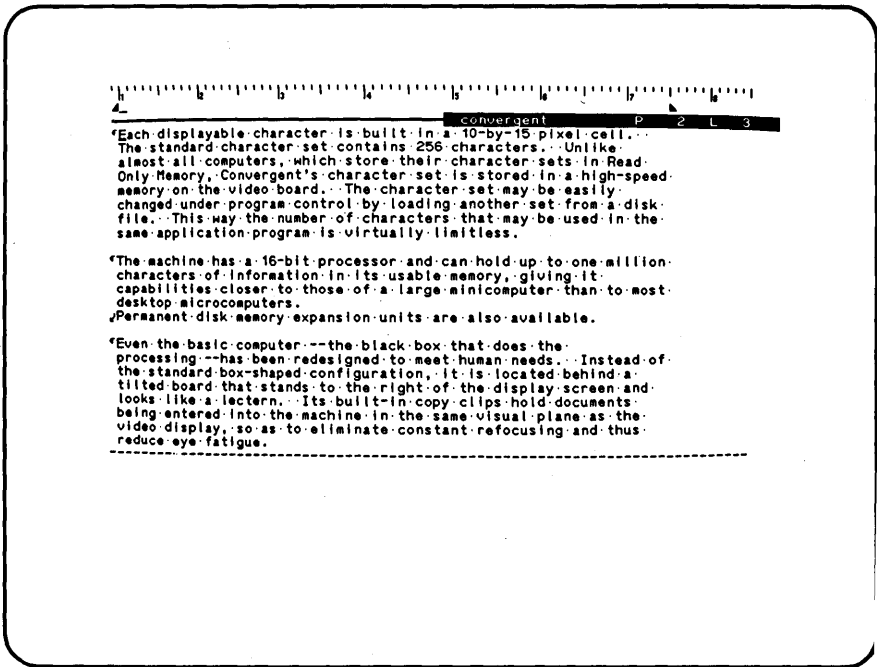 1 2 3 4 5 6 7 8
convergent P 2 L 3
Each·displayable·character·is·built·in·a·10-by-15·pixel·cell.··
The·standard·character·set·contains·256·characters.··Unlike·
almost·all·computers,·which·store·their·character·sets·in·Read·
Only·Memory,·Convergent's·character·set·is·stored·in·a·high-speed·
memory·on·the·video·board.··The·character·set·may·be·easily·
changed·under·program·control·by·loading·another·set·from·a·disk·
file.··This·way·the·number·of·characters·that·may·be·used·in·the·
same·application·program·is·virtually·limitless.
The·machine·has·a·16-bit·processor·and·can·hold·up·to·one·million·
characters·of·information·in·its·usable·memory,·giving·it·
capabilities·closer·to·those·of·a·large·minicomputer·than·to·most·
desktop·microcomputers.
Permanent·disk·memory·expansion·units·are·also·available.
Even·the·basic·computer·--the·black·box·that·does·the·
processing·--has·been·redesigned·to·meet·human·needs.··Instead·of·
the·standard·box-shaped·configuration,·it·is·located·behind·a·
tilted·board·that·stands·to·the·right·of·the·display·screen·and·
looks·like·a·lectern.··Its·built-in·copy·clips·hold·documents·
being·entered·into·the·machine·in·the·same·visual·plane·as·the·
video·display,·so·as·to·eliminate·constant·refocusing·and·thus·
reduce·eye·fatigue.